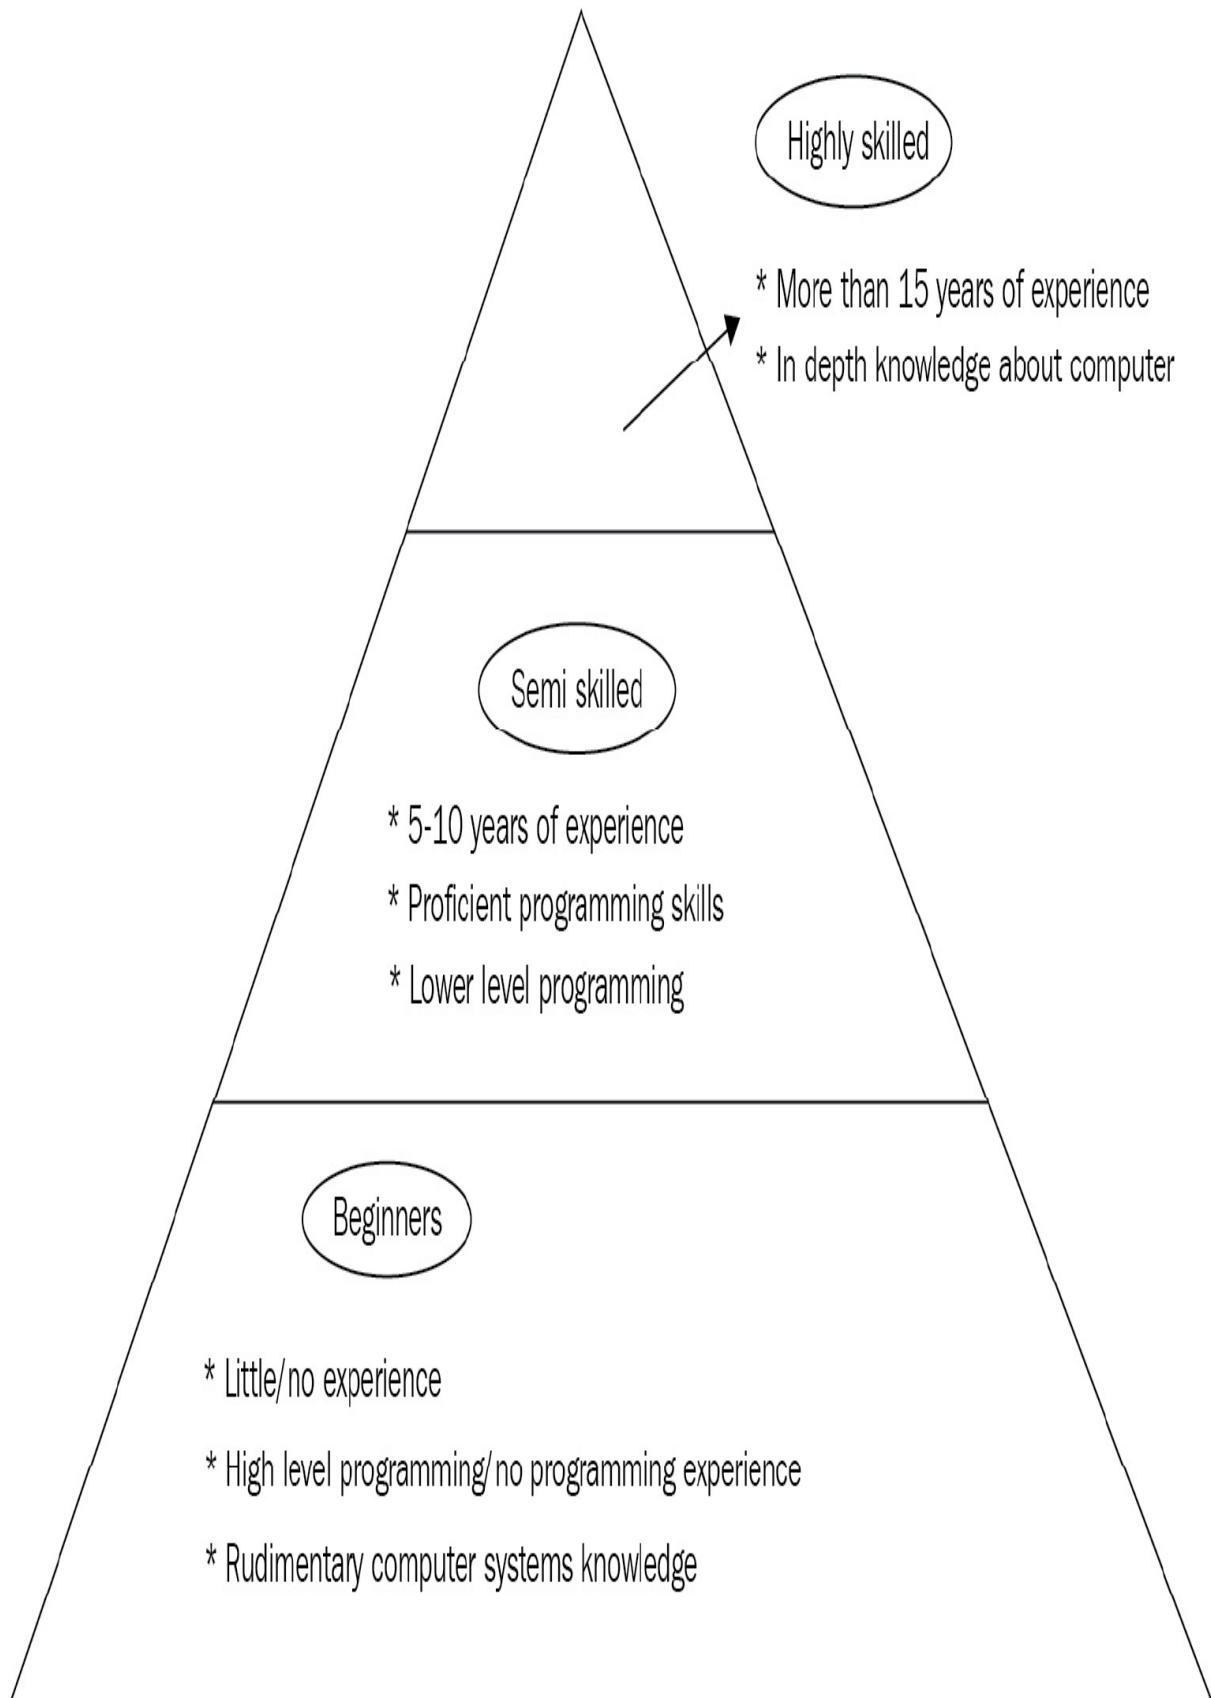 Highly skilled
* More than 15 years of experience
* In depth knowledge about computer
Semi skilled
* 5-10 years of experience
* Proficient programming skills
* Lower level programming
Beginners
* Little/no experience
* High level programming/no programming experience
* Rudimentary computer systems knowledge